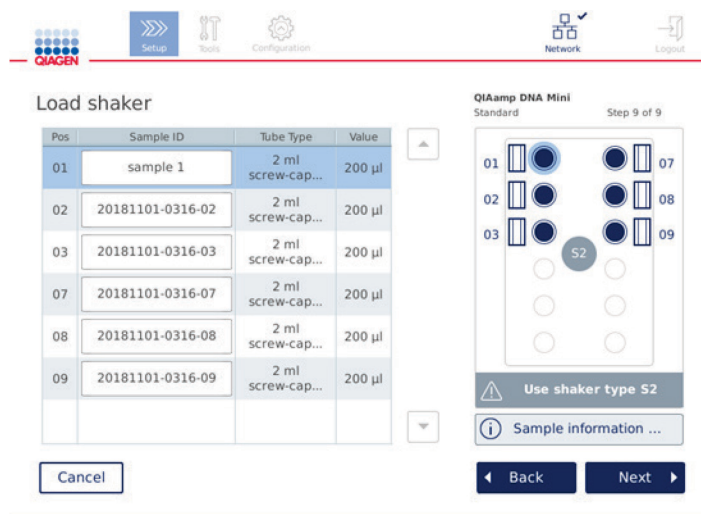 QIAGEN
Setup
Tools
Configuration
Network
Logout
Load shaker
Pos Sample ID Tube Type Value
01 sample 1 2 ml screw-cap... 200 µl
02 20181101-0316-02 2 ml screw-cap... 200 µl
03 20181101-0316-03 2 ml screw-cap... 200 µl
07 20181101-0316-07 2 ml screw-cap... 200 µl
08 20181101-0316-08 2 ml screw-cap... 200 µl
09 20181101-0316-09 2 ml screw-cap... 200 µl
QIAamp DNA Mini
Standard Step 9 of 9
01 07
02 08
03 09
S2
Use shaker type S2
Sample information ...
Cancel
Back
Next